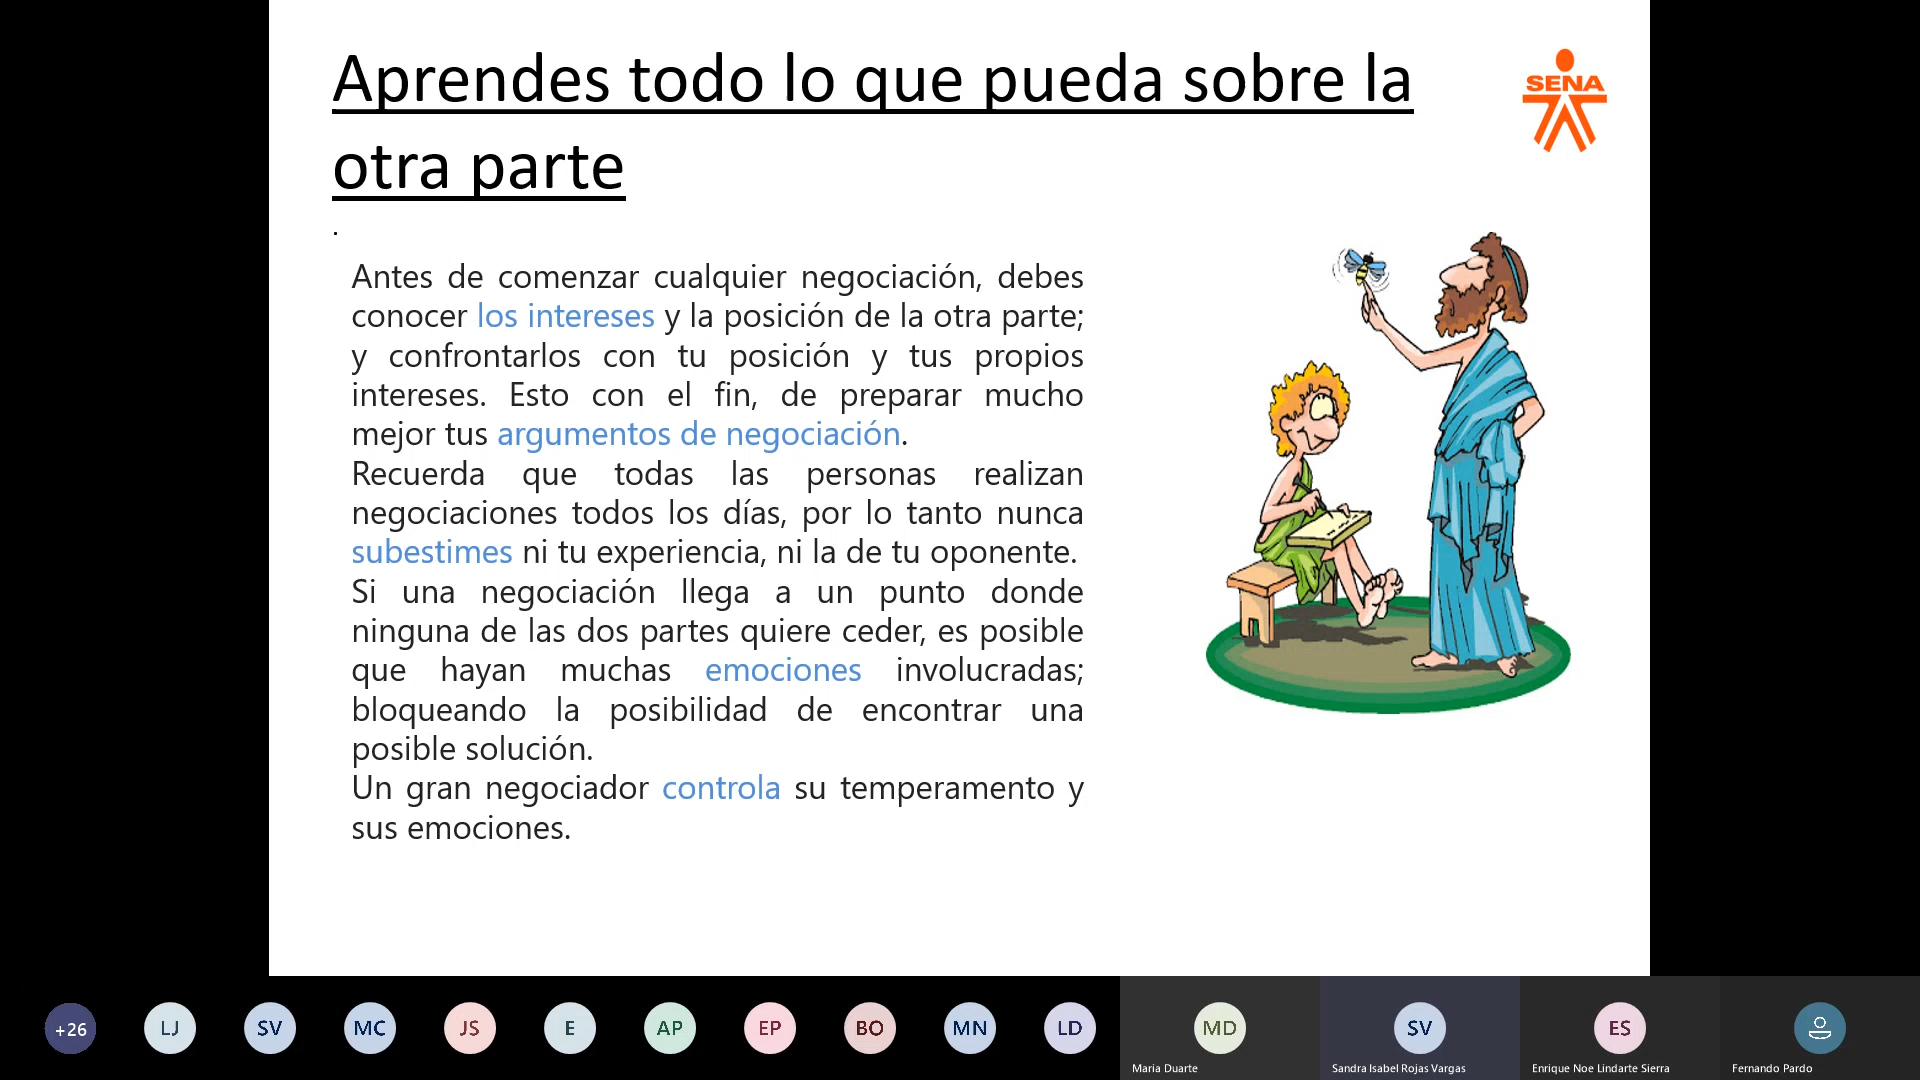 Aprendes todo lo que pueda sobre la
otra parte
SENA
.
Antes de comenzar cualquier negociación, debes
conocer los intereses y la posición de la otra parte;
y confrontarlos con tu posición y tus propios
intereses. Esto con el fin, de preparar mucho
mejor tus argumentos de negociación.
Recuerda que todas las personas realizan
negociaciones todos los días, por lo tanto nunca
subestimes ni tu experiencia, ni la de tu oponente.
Si una negociación llega a un punto donde
ninguna de las dos partes quiere ceder, es posible
que hayan muchas emociones involucradas;
bloqueando la posibilidad de encontrar una
posible solución.
Un gran negociador controla su temperamento y
sus emociones.
+26 LJ SV MC JS E AP EP BO MN LD MD SV ES
Maria Duarte Sandra Isabel Rojas Vargas Enrique Noe Lindarte Sierra Fernando Pardo